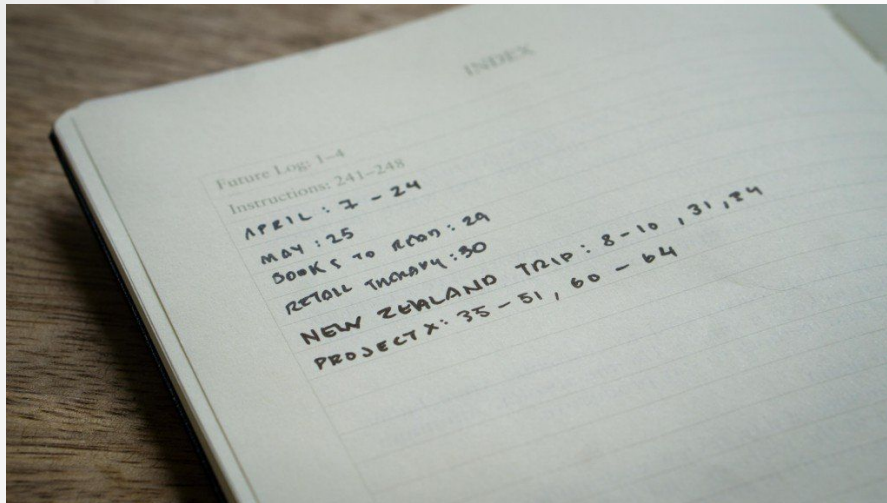 INDEX
Future Log: 1–4
Instructions: 241–248
APRIL : 7 - 24
MAY : 25
BOOKS TO READ : 29
RETAIL THERAPY : 30
NEW ZEALAND TRIP : 8 - 10 , 31 , 34
PROJECT X : 35 - 51 , 60 - 64